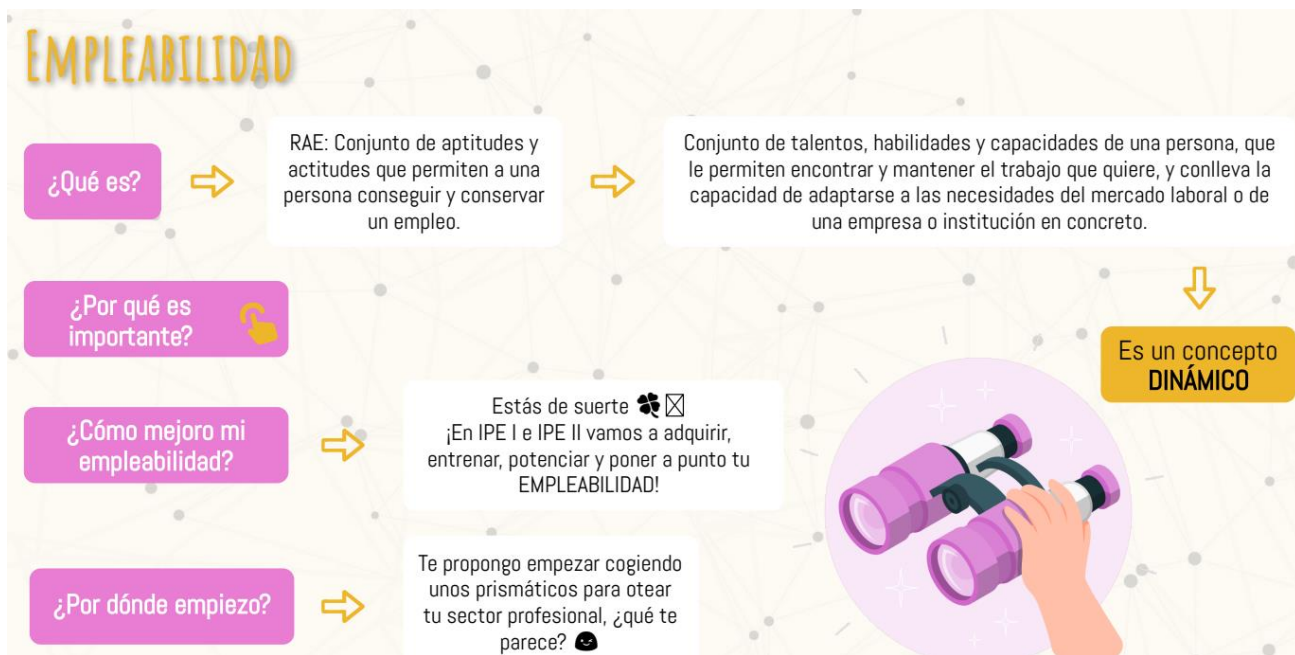 EMPLEABILIDAD
¿Qué es?
RAE: Conjunto de aptitudes y
actitudes que permiten a una
persona conseguir y conservar
un empleo.
Conjunto de talentos, habilidades y capacidades de una persona, que
le permiten encontrar y mantener el trabajo que quiere, y conlleva la
capacidad de adaptarse a las necesidades del mercado laboral o de
una empresa o institución en concreto.
Es un concepto
DINÁMICO
¿Por qué es
importante?
¿Cómo mejoro mi
empleabilidad?
Estás de suerte 🍀
¡En IPE I e IPE II vamos a adquirir,
entrenar, potenciar y poner a punto tu
EMPLEABILIDAD!
¿Por dónde empiezo?
Te propongo empezar cogiendo
unos prismáticos para otear
tu sector profesional, ¿qué te
parece? 😉